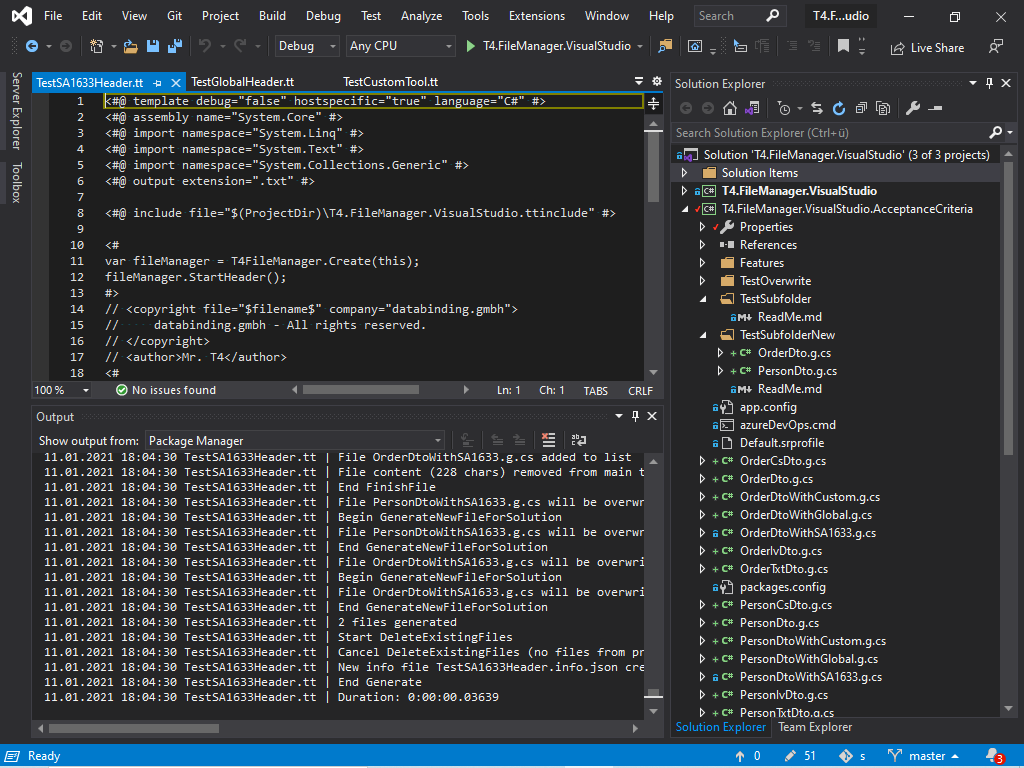 File Edit View Git Project Build Debug Test Analyze Tools Extensions Window Help Search T4.F...udio
Debug Any CPU T4.FileManager.VisualStudio Live Share
Server Explorer
Toolbox
TestSA1633Header.tt TestGlobalHeader.tt TestCustomTool.tt
1 <#@ template debug="false" hostspecific="true" language="C#" #>
2 <#@ assembly name="System.Core" #>
3 <#@ import namespace="System.Linq" #>
4 <#@ import namespace="System.Text" #>
5 <#@ import namespace="System.Collections.Generic" #>
6 <#@ output extension=".txt" #>
7
8 <#@ include file="$(ProjectDir)\T4.FileManager.VisualStudio.ttinclude" #>
9
10 <#
11 var fileManager = T4FileManager.Create(this);
12 fileManager.StartHeader();
13 #>
14 // <copyright file="$filename$" company="databinding.gmbh">
15 //     databinding.gmbh - All rights reserved.
16 // </copyright>
17 // <author>Mr. T4</author>
18 <#
100 % No issues found Ln: 1 Ch: 1 TABS CRLF
Output
Show output from: Package Manager
11.01.2021 18:04:30 TestSA1633Header.tt | File OrderDtoWithSA1633.g.cs added to list
11.01.2021 18:04:30 TestSA1633Header.tt | File content (228 chars) removed from main t
11.01.2021 18:04:30 TestSA1633Header.tt | End FinishFile
11.01.2021 18:04:30 TestSA1633Header.tt | File PersonDtoWithSA1633.g.cs will be overwr
11.01.2021 18:04:30 TestSA1633Header.tt | Begin GenerateNewFileForSolution
11.01.2021 18:04:30 TestSA1633Header.tt | File PersonDtoWithSA1633.g.cs will be overwr
11.01.2021 18:04:30 TestSA1633Header.tt | End GenerateNewFileForSolution
11.01.2021 18:04:30 TestSA1633Header.tt | File OrderDtoWithSA1633.g.cs will be overwri
11.01.2021 18:04:30 TestSA1633Header.tt | Begin GenerateNewFileForSolution
11.01.2021 18:04:30 TestSA1633Header.tt | File OrderDtoWithSA1633.g.cs will be overwri
11.01.2021 18:04:30 TestSA1633Header.tt | End GenerateNewFileForSolution
11.01.2021 18:04:30 TestSA1633Header.tt | 2 files generated
11.01.2021 18:04:30 TestSA1633Header.tt | Start DeleteExistingFiles
11.01.2021 18:04:30 TestSA1633Header.tt | Cancel DeleteExistingFiles (no files from pr
11.01.2021 18:04:30 TestSA1633Header.tt | New info file TestSA1633Header.info.json cre
11.01.2021 18:04:30 TestSA1633Header.tt | End Generate
11.01.2021 18:04:30 TestSA1633Header.tt | Duration: 0:00:00.03639
Solution Explorer
Search Solution Explorer (Ctrl+ü)
Solution 'T4.FileManager.VisualStudio' (3 of 3 projects)
Solution Items
C# T4.FileManager.VisualStudio
C# T4.FileManager.VisualStudio.AcceptanceCriteria
Properties
References
Features
TestOverwrite
TestSubfolder
M ReadMe.md
TestSubfolderNew
+ C# OrderDto.g.cs
+ C# PersonDto.g.cs
M ReadMe.md
app.config
azureDevOps.cmd
Default.srprofile
+ C# OrderCsDto.g.cs
+ C# OrderDto.g.cs
+ C# OrderDtoWithCustom.g.cs
+ C# OrderDtoWithGlobal.g.cs
C# OrderDtoWithSA1633.g.cs
+ C# OrderIvDto.g.cs
+ C# OrderTxtDto.g.cs
packages.config
+ C# PersonCsDto.g.cs
+ C# PersonDto.g.cs
+ C# PersonDtoWithCustom.g.cs
+ C# PersonDtoWithGlobal.g.cs
C# PersonDtoWithSA1633.g.cs
+ C# PersonIvDto.g.cs
+ C# PersonTxtDto.g.cs
Solution Explorer Team Explorer
Ready 0 51 s master 3